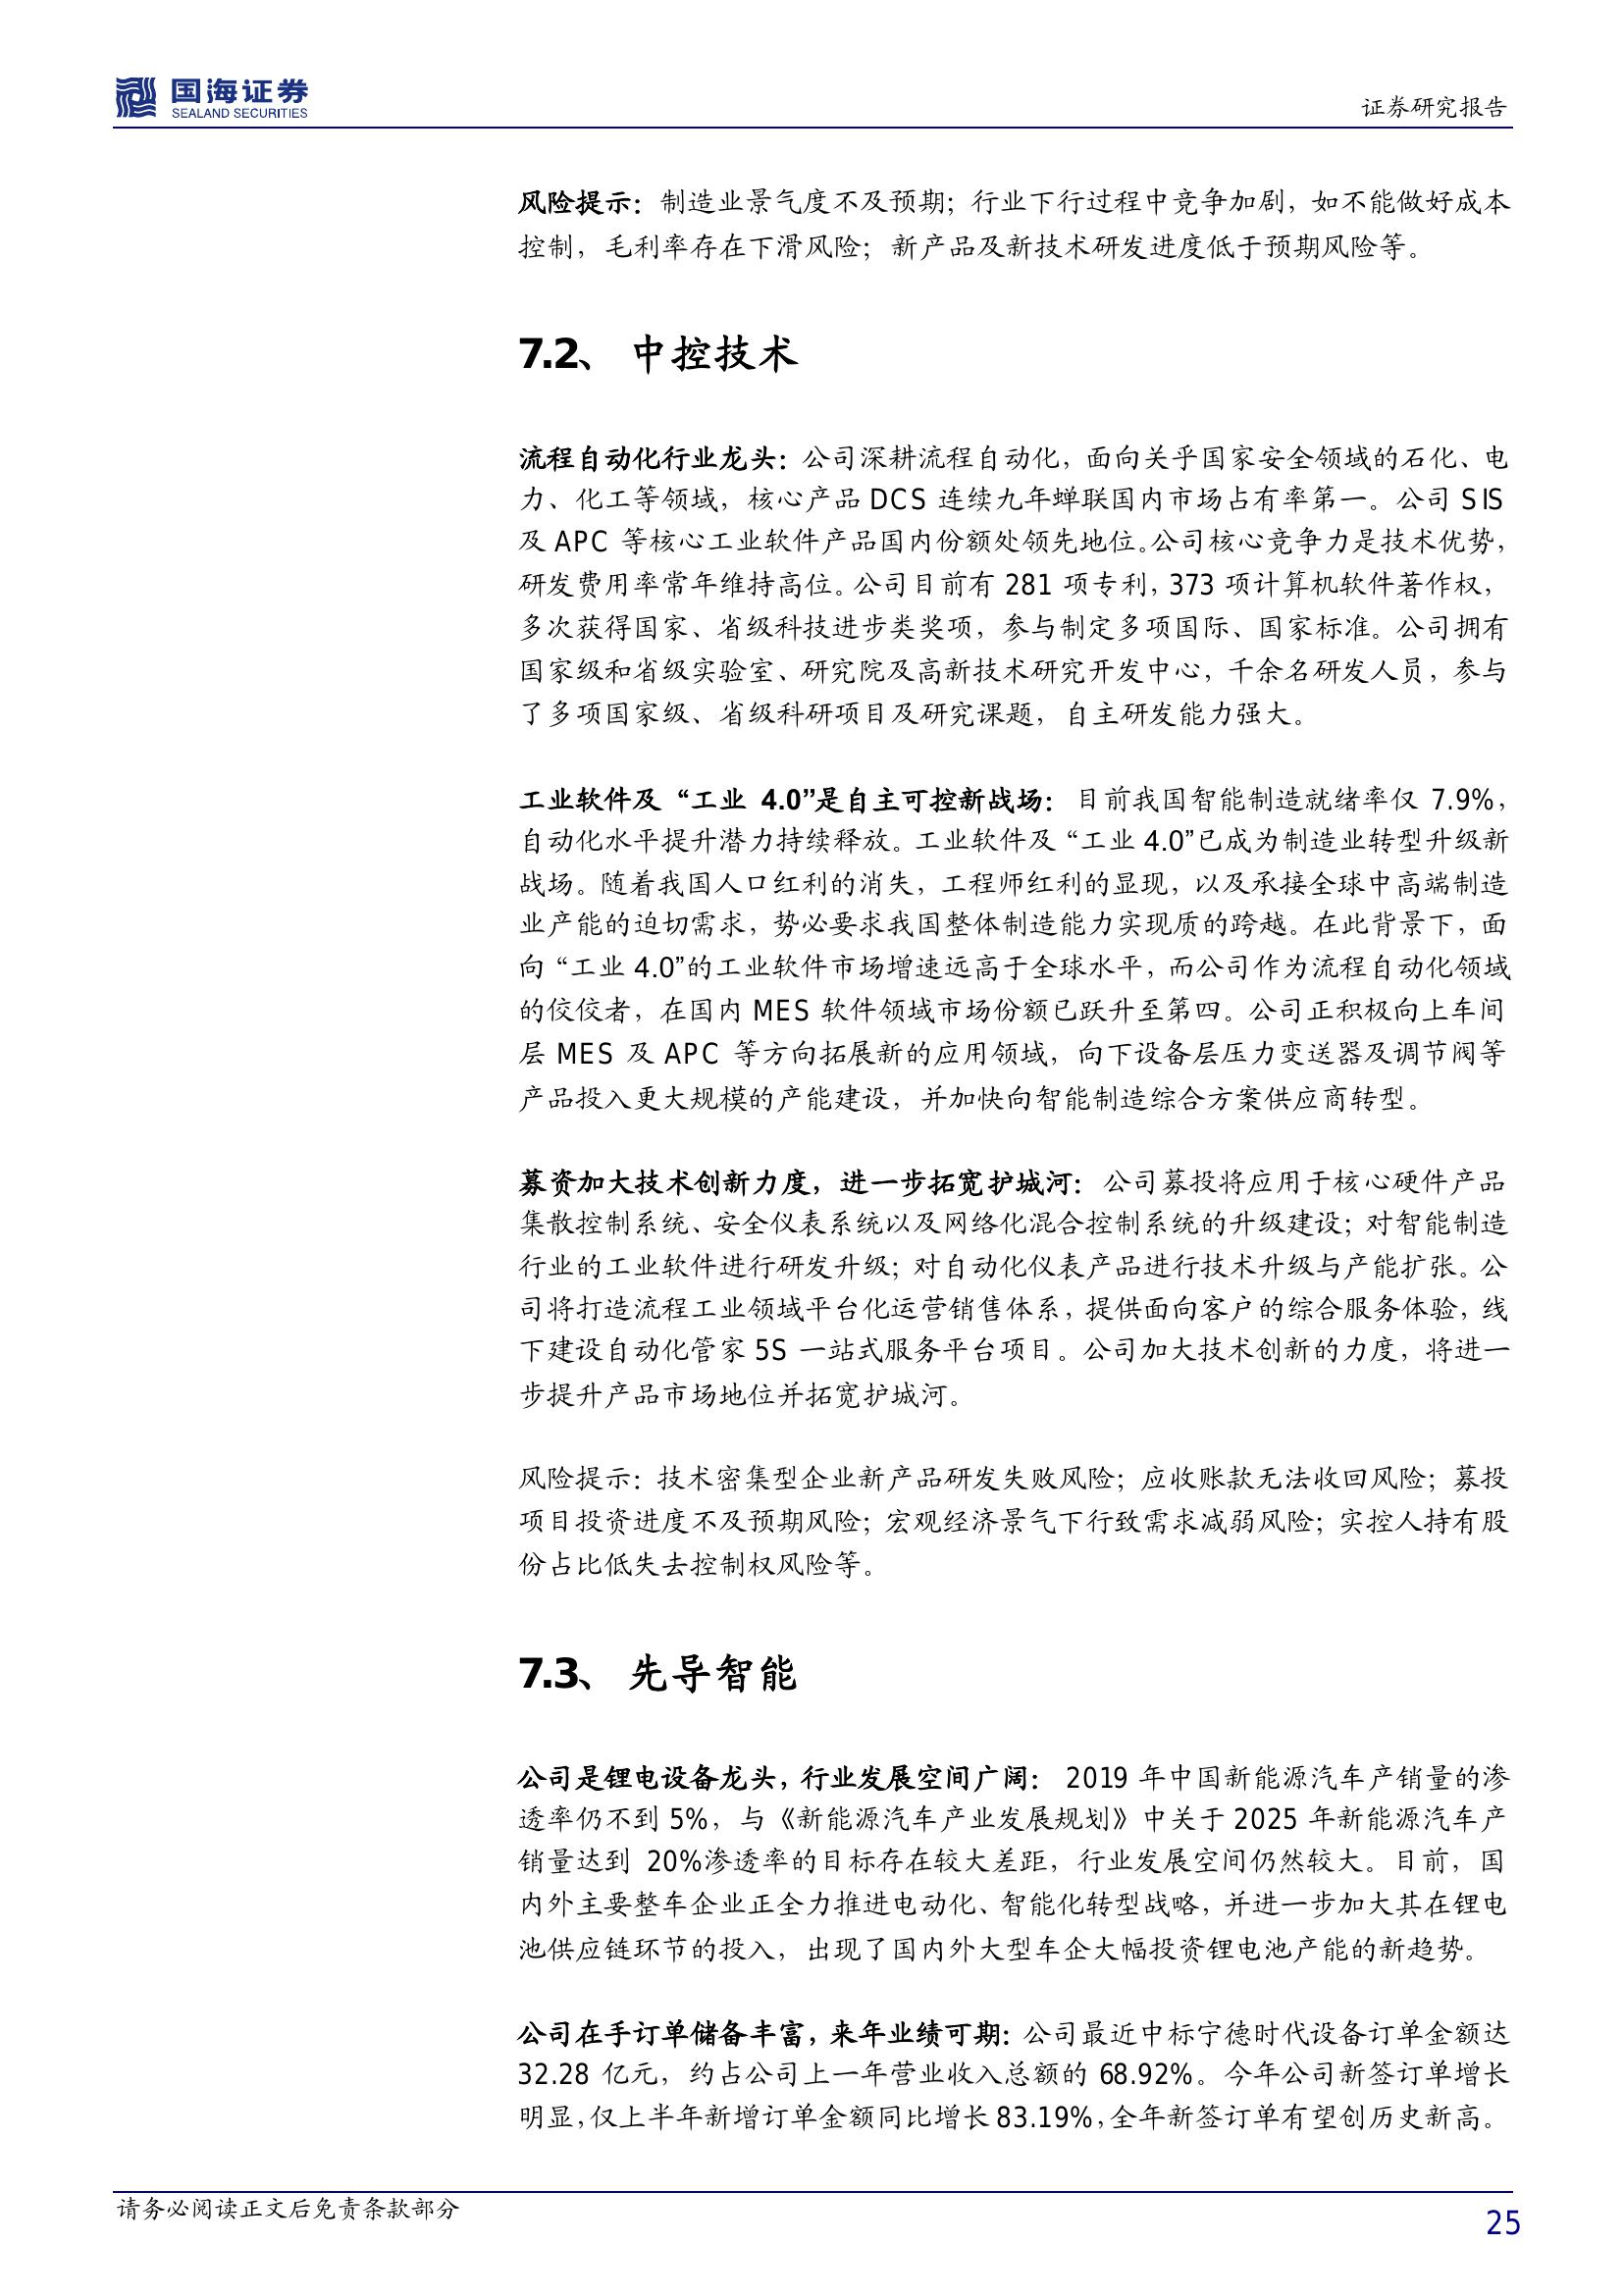 国海证券
SEALAND SECURITIES
证券研究报告
风险提示：制造业景气度不及预期；行业下行过程中竞争加剧，如不能做好成本
控制，毛利率存在下滑风险；新产品及新技术研发进度低于预期风险等。
7.2、 中控技术
流程自动化行业龙头：公司深耕流程自动化，面向关乎国家安全领域的石化、电
力、化工等领域，核心产品 DCS 连续九年蝉联国内市场占有率第一。公司 SIS
及 APC 等核心工业软件产品国内份额处领先地位。公司核心竞争力是技术优势，
研发费用率常年维持高位。公司目前有 281 项专利，373 项计算机软件著作权，
多次获得国家、省级科技进步类奖项，参与制定多项国际、国家标准。公司拥有
国家级和省级实验室、研究院及高新技术研究开发中心，千余名研发人员，参与
了多项国家级、省级科研项目及研究课题，自主研发能力强大。
工业软件及“工业 4.0”是自主可控新战场： 目前我国智能制造就绪率仅 7.9%，
自动化水平提升潜力持续释放。工业软件及“工业 4.0”已成为制造业转型升级新
战场。随着我国人口红利的消失，工程师红利的显现，以及承接全球中高端制造
业产能的迫切需求，势必要求我国整体制造能力实现质的跨越。在此背景下，面
向“工业 4.0”的工业软件市场增速远高于全球水平，而公司作为流程自动化领域
的佼佼者，在国内 MES 软件领域市场份额已跃升至第四。公司正积极向上车间
层 MES 及 APC 等方向拓展新的应用领域，向下设备层压力变送器及调节阀等
产品投入更大规模的产能建设，并加快向智能制造综合方案供应商转型。
募资加大技术创新力度，进一步拓宽护城河： 公司募投将应用于核心硬件产品
集散控制系统、安全仪表系统以及网络化混合控制系统的升级建设；对智能制造
行业的工业软件进行研发升级；对自动化仪表产品进行技术升级与产能扩张。公
司将打造流程工业领域平台化运营销售体系，提供面向客户的综合服务体验，线
下建设自动化管家 5S 一站式服务平台项目。公司加大技术创新的力度，将进一
步提升产品市场地位并拓宽护城河。
风险提示：技术密集型企业新产品研发失败风险；应收账款无法收回风险；募投
项目投资进度不及预期风险；宏观经济景气下行致需求减弱风险；实控人持有股
份占比低失去控制权风险等。
7.3、 先导智能
公司是锂电设备龙头，行业发展空间广阔： 2019 年中国新能源汽车产销量的渗
透率仍不到 5%，与《新能源汽车产业发展规划》中关于 2025 年新能源汽车产
销量达到 20%渗透率的目标存在较大差距，行业发展空间仍然较大。目前，国
内外主要整车企业正全力推进电动化、智能化转型战略，并进一步加大其在锂电
池供应链环节的投入，出现了国内外大型车企大幅投资锂电池产能的新趋势。
公司在手订单储备丰富，来年业绩可期：公司最近中标宁德时代设备订单金额达
32.28 亿元，约占公司上一年营业收入总额的 68.92%。今年公司新签订单增长
明显，仅上半年新增订单金额同比增长 83.19%，全年新签订单有望创历史新高。
请务必阅读正文后免责条款部分
25